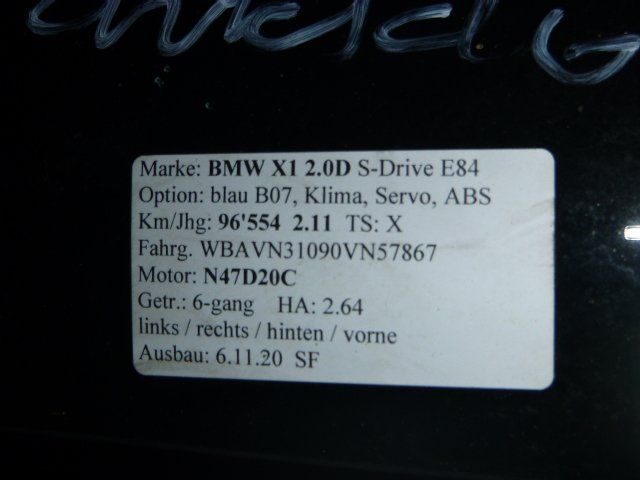 Marke: BMW X1 2.0D S-Drive E84
Option: blau B07, Klima, Servo, ABS
Km/Jhg: 96'554 2.11 TS: X
Fahrg. WBAVN31090VN57867
Motor: N47D20C
Getr.: 6-gang HA: 2.64
links / rechts / hinten / vorne
Ausbau: 6.11.20 SF